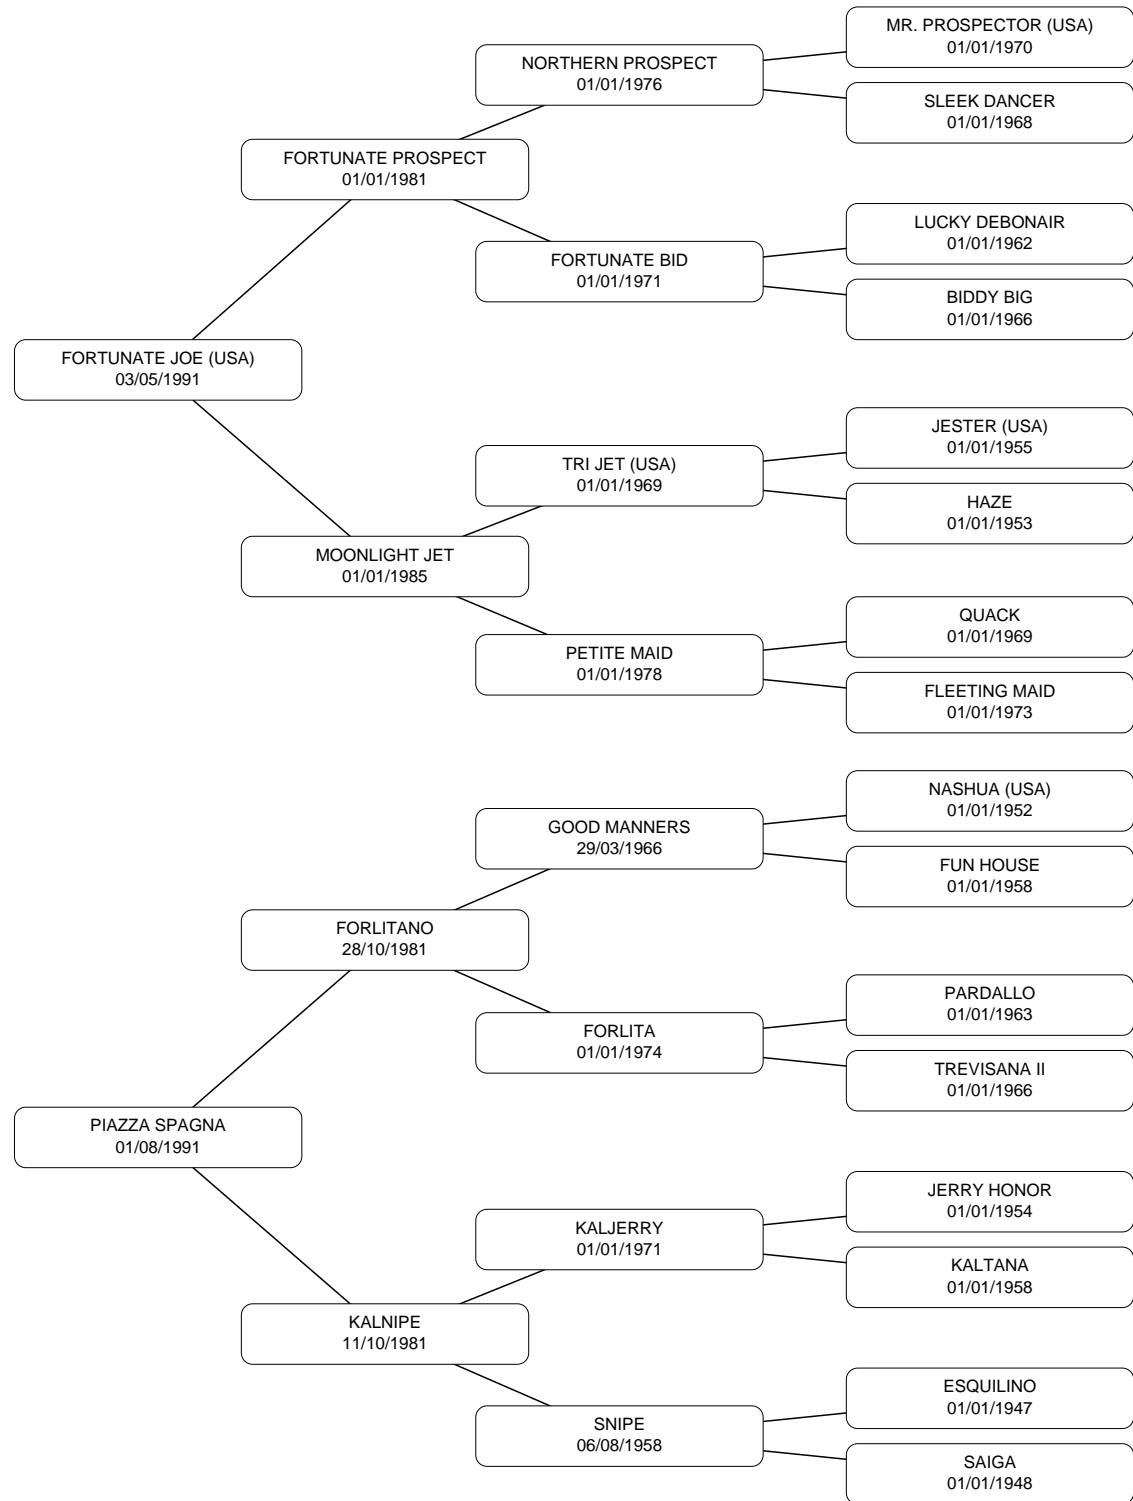 MR. PROSPECTOR (USA)
01/01/1970
NORTHERN PROSPECT
01/01/1976
SLEEK DANCER
01/01/1968
FORTUNATE PROSPECT
01/01/1981
LUCKY DEBONAIR
01/01/1962
FORTUNATE BID
01/01/1971
BIDDY BIG
01/01/1966
FORTUNATE JOE (USA)
03/05/1991
JESTER (USA)
01/01/1955
TRI JET (USA)
01/01/1969
HAZE
01/01/1953
MOONLIGHT JET
01/01/1985
QUACK
01/01/1969
PETITE MAID
01/01/1978
FLEETING MAID
01/01/1973
NASHUA (USA)
01/01/1952
GOOD MANNERS
29/03/1966
FUN HOUSE
01/01/1958
FORLITANO
28/10/1981
PARDALLO
01/01/1963
FORLITA
01/01/1974
TREVISANA II
01/01/1966
PIAZZA SPAGNA
01/08/1991
JERRY HONOR
01/01/1954
KALJERRY
01/01/1971
KALTANA
01/01/1958
KALNIPE
11/10/1981
ESQUILINO
01/01/1947
SNIPE
06/08/1958
SAIGA
01/01/1948